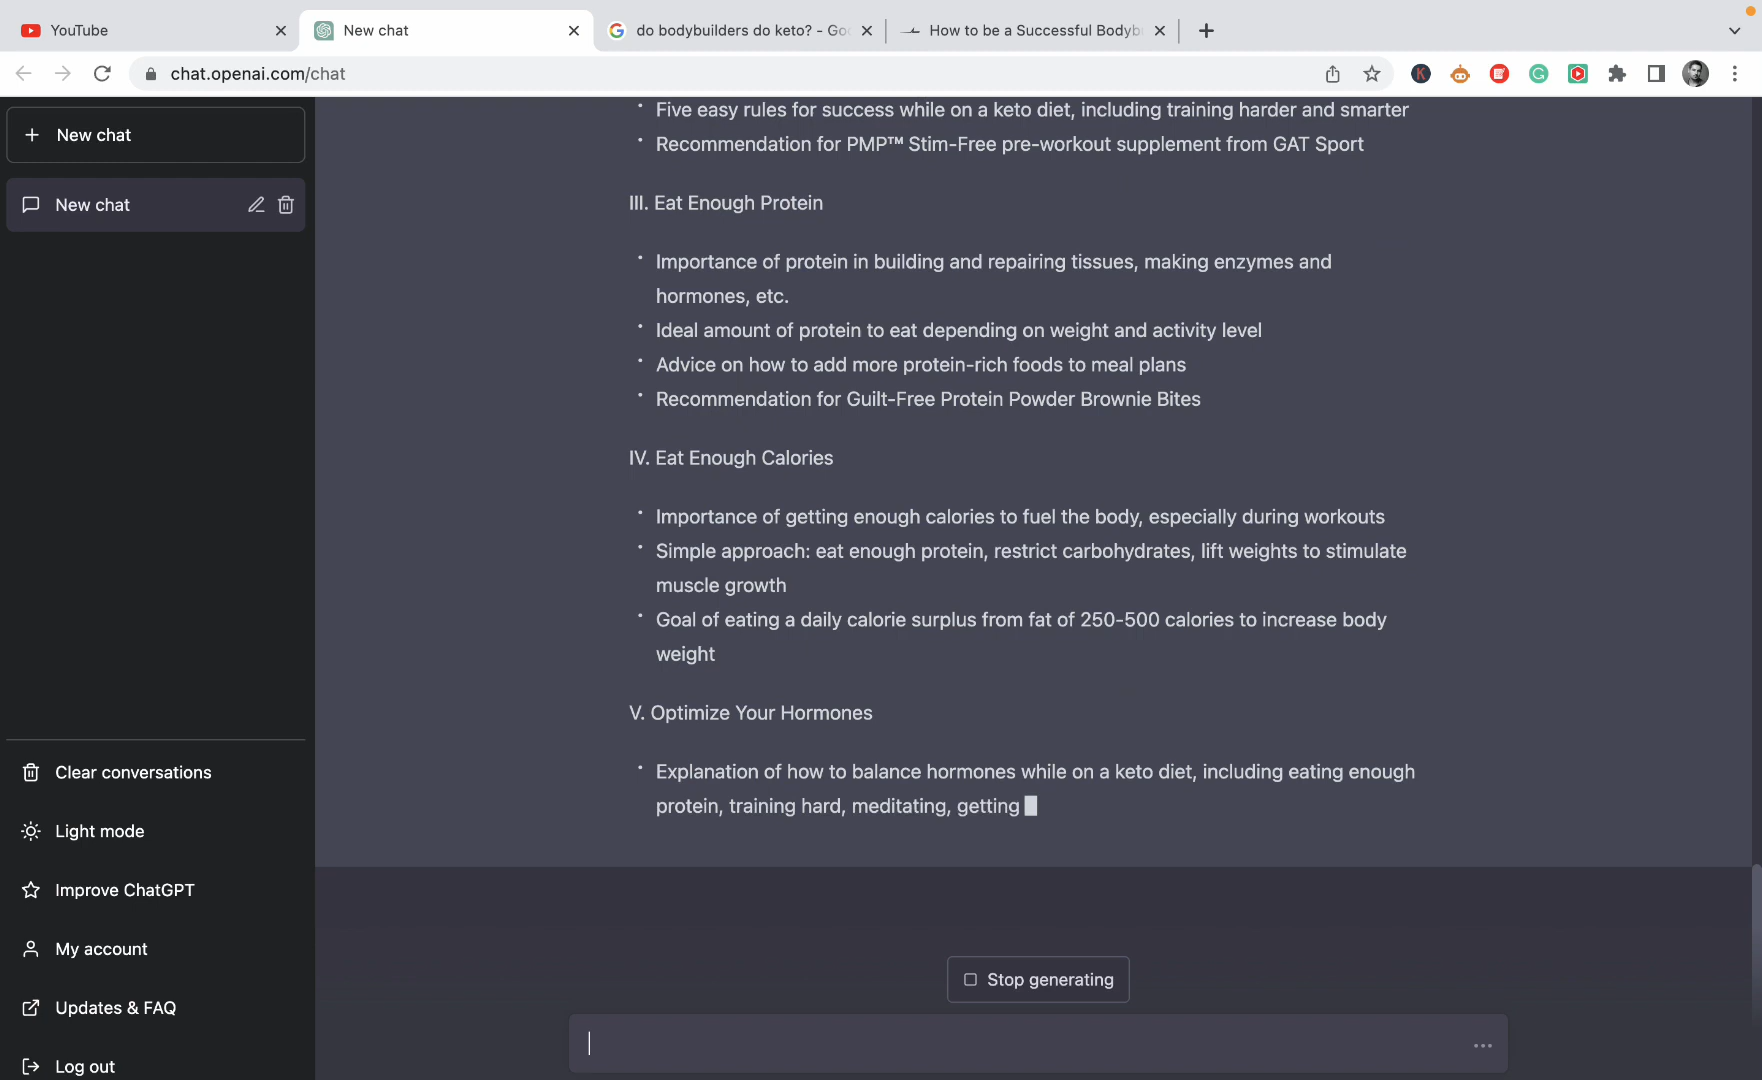 YouTube
New chat
do bodybuilders do keto? - Goo
How to be a Successful Bodyb
chat.openai.com/chat
New chat
New chat
Five easy rules for success while on a keto diet, including training harder and smarter
Recommendation for PMP™ Stim-Free pre-workout supplement from GAT Sport
III. Eat Enough Protein
Importance of protein in building and repairing tissues, making enzymes and
hormones, etc.
Ideal amount of protein to eat depending on weight and activity level
Advice on how to add more protein-rich foods to meal plans
Recommendation for Guilt-Free Protein Powder Brownie Bites
IV. Eat Enough Calories
Importance of getting enough calories to fuel the body, especially during workouts
Simple approach: eat enough protein, restrict carbohydrates, lift weights to stimulate
muscle growth
Goal of eating a daily calorie surplus from fat of 250-500 calories to increase body
weight
V. Optimize Your Hormones
Explanation of how to balance hormones while on a keto diet, including eating enough
protein, training hard, meditating, getting
Clear conversations
Light mode
Improve ChatGPT
My account
Updates & FAQ
Log out
Stop generating